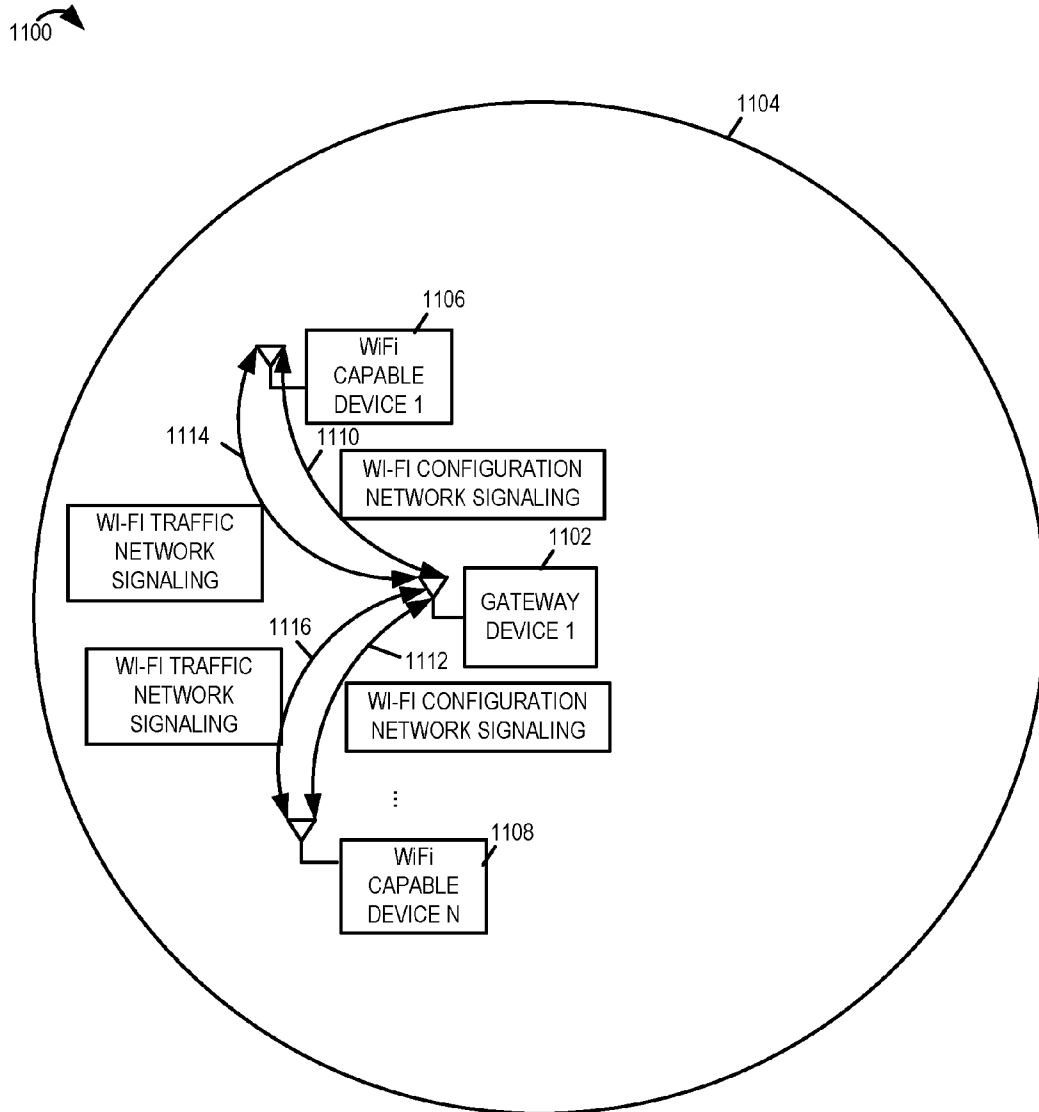 1100
1104
1106
WiFi
CAPABLE
DEVICE 1
1114
1110
WI-FI CONFIGURATION
NETWORK SIGNALING
WI-FI TRAFFIC
NETWORK
SIGNALING
1102
GATEWAY
DEVICE 1
1116
1112
WI-FI TRAFFIC
NETWORK
SIGNALING
WI-FI CONFIGURATION
NETWORK SIGNALING
...
1108
WiFi
CAPABLE
DEVICE N